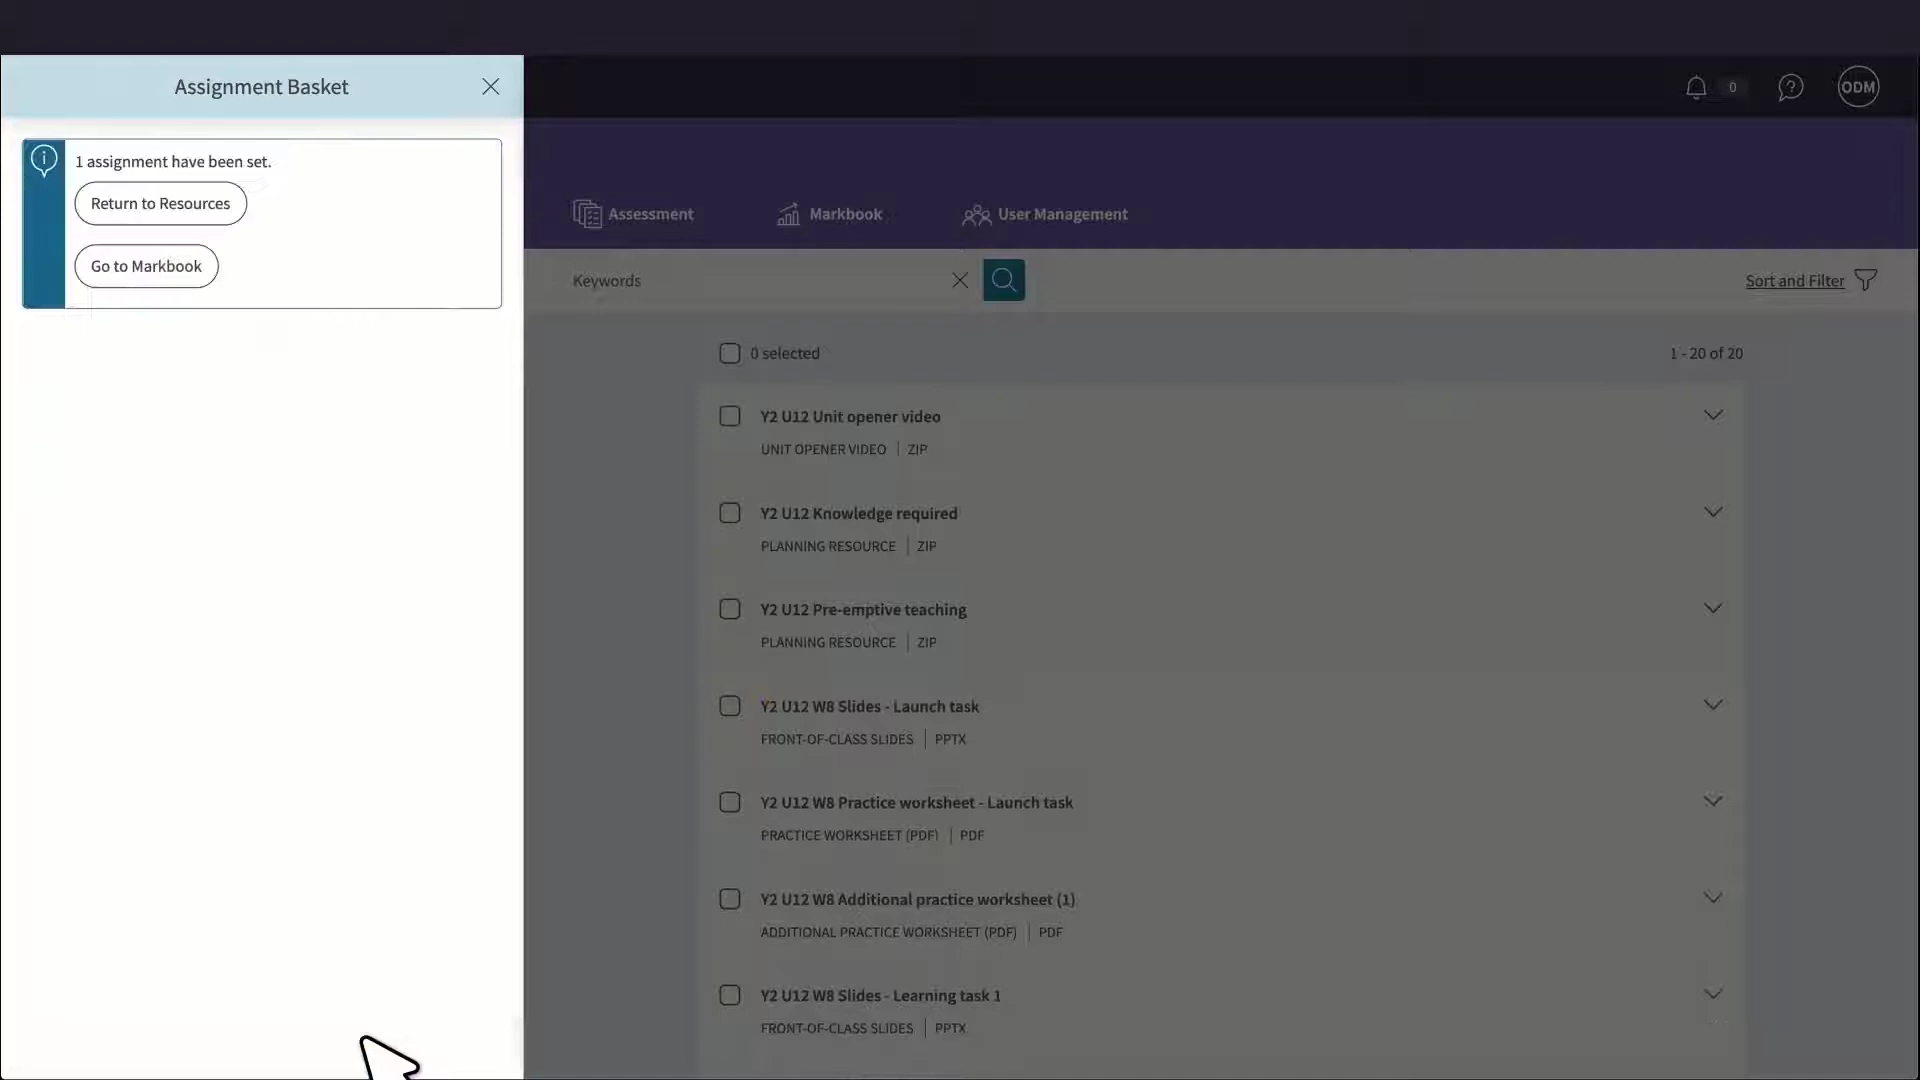 Assignment Basket
1 assignment have been set.
Return to Resources
Go to Markbook
0
ODM
Assessment
Markbook
User Management
Keywords
Sort and Filter
0 selected
1 - 20 of 20
Y2 U12 Unit opener video
UNIT OPENER VIDEO | ZIP
Y2 U12 Knowledge required
PLANNING RESOURCE | ZIP
Y2 U12 Pre-emptive teaching
PLANNING RESOURCE | ZIP
Y2 U12 W8 Slides - Launch task
FRONT-OF-CLASS SLIDES | PPTX
Y2 U12 W8 Practice worksheet - Launch task
PRACTICE WORKSHEET (PDF) | PDF
Y2 U12 W8 Additional practice worksheet (1)
ADDITIONAL PRACTICE WORKSHEET (PDF) | PDF
Y2 U12 W8 Slides - Learning task 1
FRONT-OF-CLASS SLIDES | PPTX